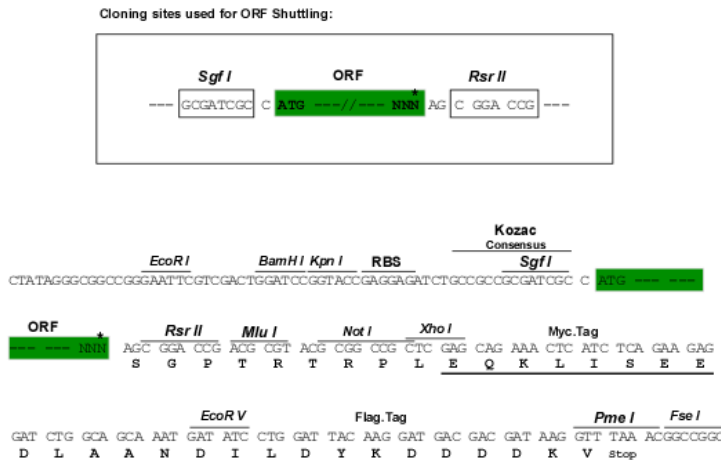 Cloning sites used for ORF Shuttling:
Sgf I ORF Rsr II
--- GCGATCGC C ATG ---//--- NNN AG C GGA CCG ---
*
Kozac
Consensus
EcoR I BamH I Kpn I RBS Sgf I
CTATAGGGCGGCCGGGAATTCGTCGACTGGATCCGGTACCGAGGAGATCTGCCGCCGCGATCGC C ATG --- ---
ORF * Rsr II Mlu I Not I Xho I Myc.Tag
--- --- NNN AGC GGA CCG ACG CGT ACG CGG CCG CTC GAG CAG AAA CTC ATC TCA GAA GAG
S G P T R T R P L E Q K L I S E E
EcoR V Flag.Tag Pme I Fse I
GAT CTG GCA GCA AAT GAT ATC CTG GAT TAC AAG GAT GAC GAC GAT AAG GTT TAA ACGGCCGGC
D L A A N D I L D Y K D D D D K V Stop